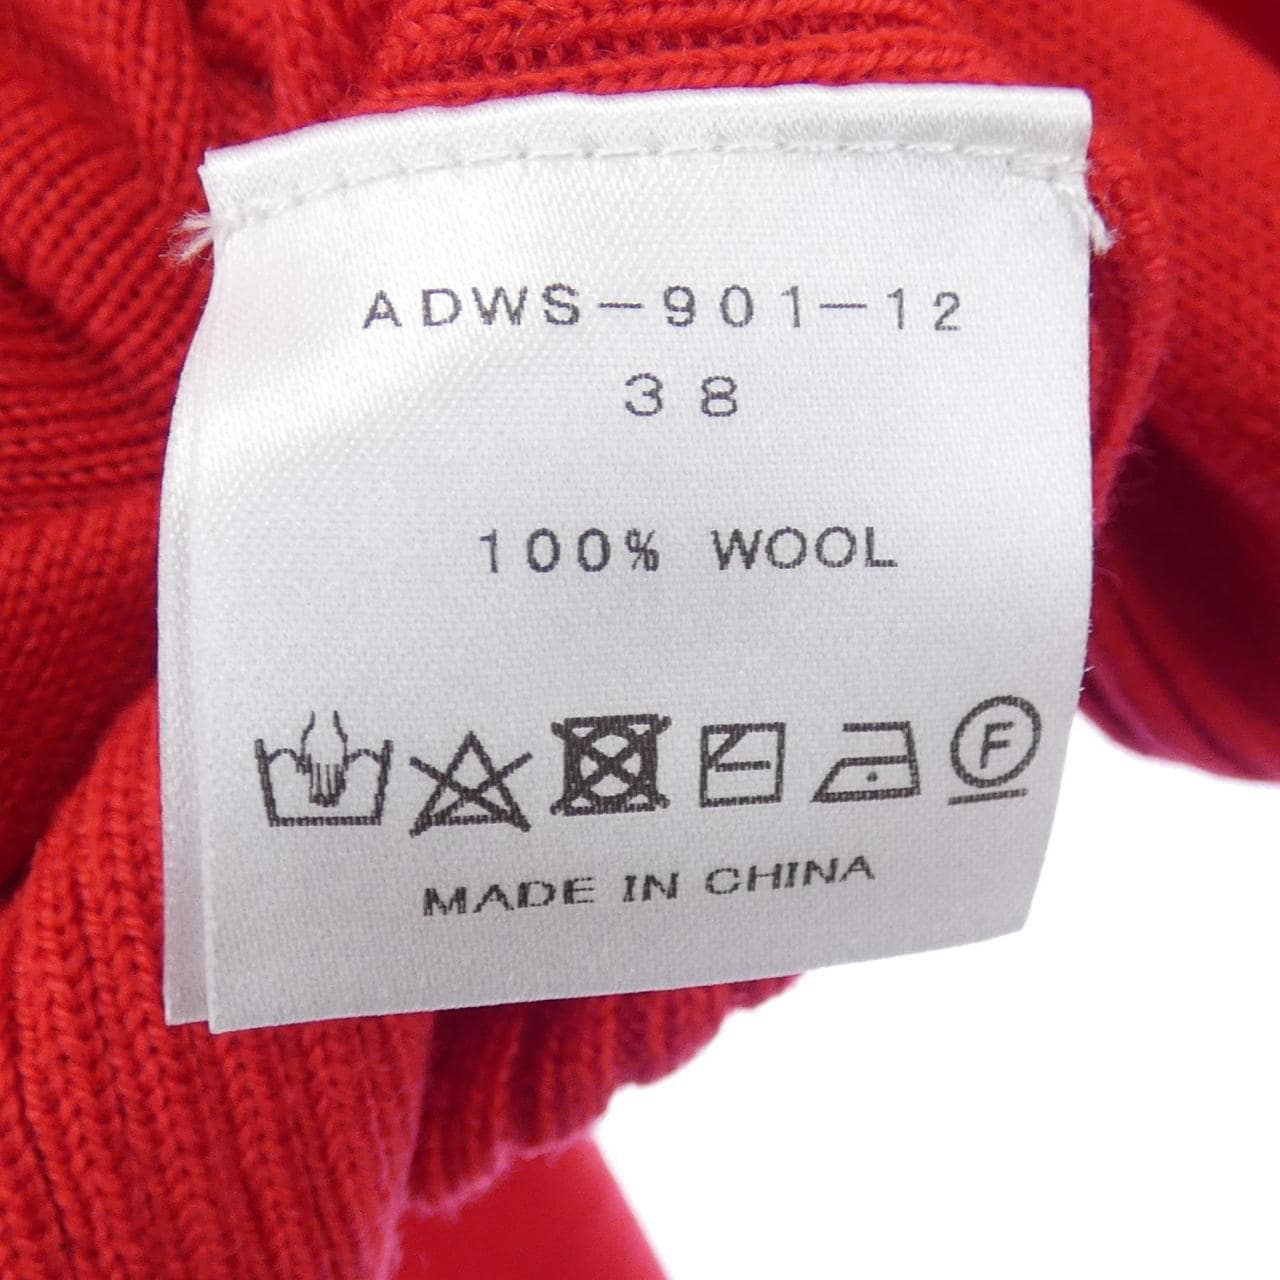 ADWS-901-12
38
100% WOOL
F
MADE IN CHINA